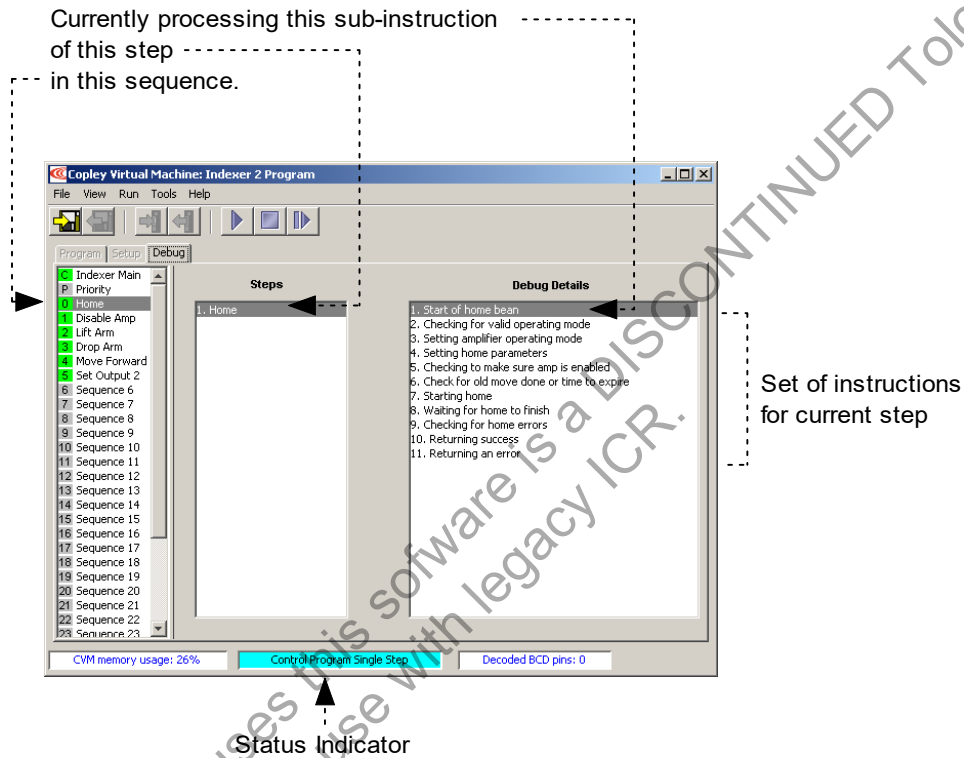 Currently processing this sub-instruction
of this step
in this sequence.
Copley Virtual Machine: Indexer 2 Program
File View Run Tools Help
Program Setup Debug
C Indexer Main
P Priority
0 Home
1 Disable Amp
2 Lift Arm
3 Drop Arm
4 Move Forward
5 Set Output 2
6 Sequence 6
7 Sequence 7
8 Sequence 8
9 Sequence 9
10 Sequence 10
11 Sequence 11
12 Sequence 12
13 Sequence 13
14 Sequence 14
15 Sequence 15
16 Sequence 16
17 Sequence 17
18 Sequence 18
19 Sequence 19
20 Sequence 20
21 Sequence 21
22 Sequence 22
23 Sequence 23
Steps
1. Home
Debug Details
1. Start of home bean
2. Checking for valid operating mode
3. Setting amplifier operating mode
4. Setting home parameters
5. Checking to make sure amp is enabled
6. Check for old move done or time to expire
7. Starting home
8. Waiting for home to finish
9. Checking for home errors
10. Returning success
11. Returning an error
Set of instructions
for current step
CVM memory usage: 26%
Control Program Single Step
Decoded BCD pins: 0
Status Indicator
uses this sofware is a DISCONTINUED
use with legacy ICR.